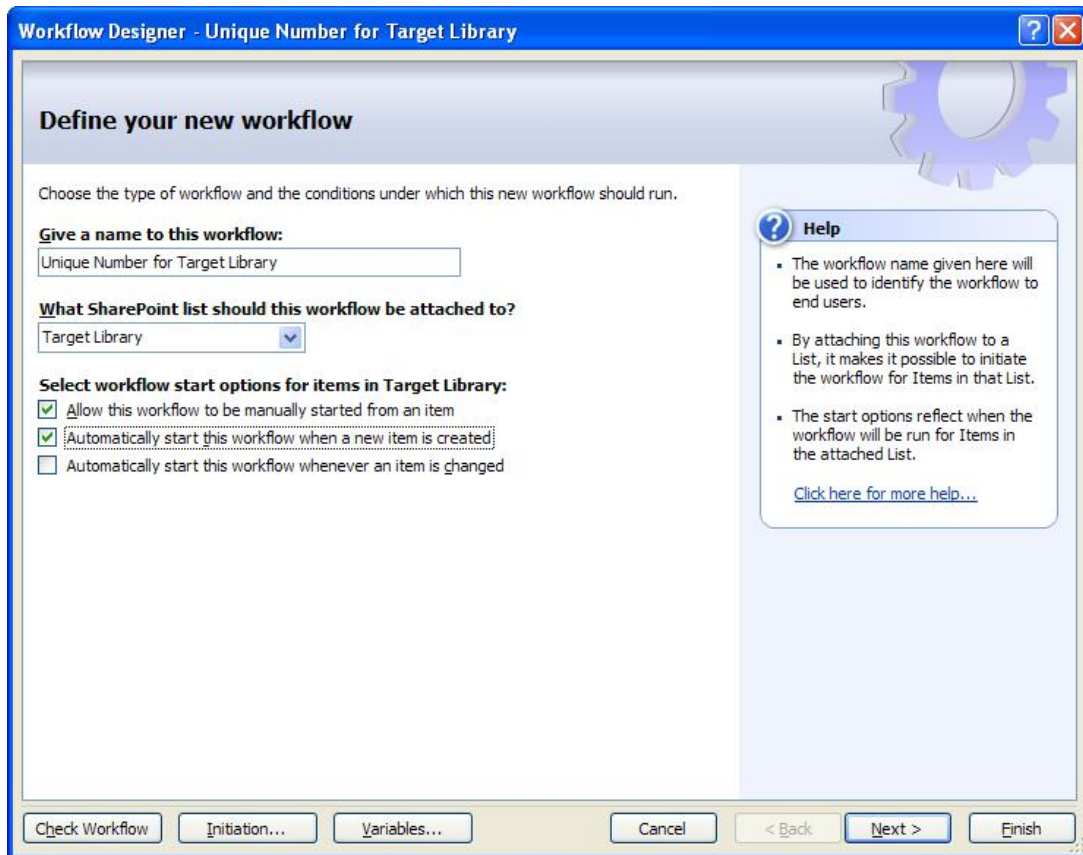 Workflow Designer - Unique Number for Target Library
Define your new workflow
Choose the type of workflow and the conditions under which this new workflow should run.
Give a name to this workflow:
Unique Number for Target Library
What SharePoint list should this workflow be attached to?
Target Library
Select workflow start options for items in Target Library:
Allow this workflow to be manually started from an item
Automatically start this workflow when a new item is created
Automatically start this workflow whenever an item is changed
? Help
The workflow name given here will
be used to identify the workflow to
end users.
By attaching this workflow to a
List, it makes it possible to initiate
the workflow for Items in that List.
The start options reflect when the
workflow will be run for Items in
the attached List.
Click here for more help...
Check Workflow Initiation... Variables... Cancel < Back Next > Finish